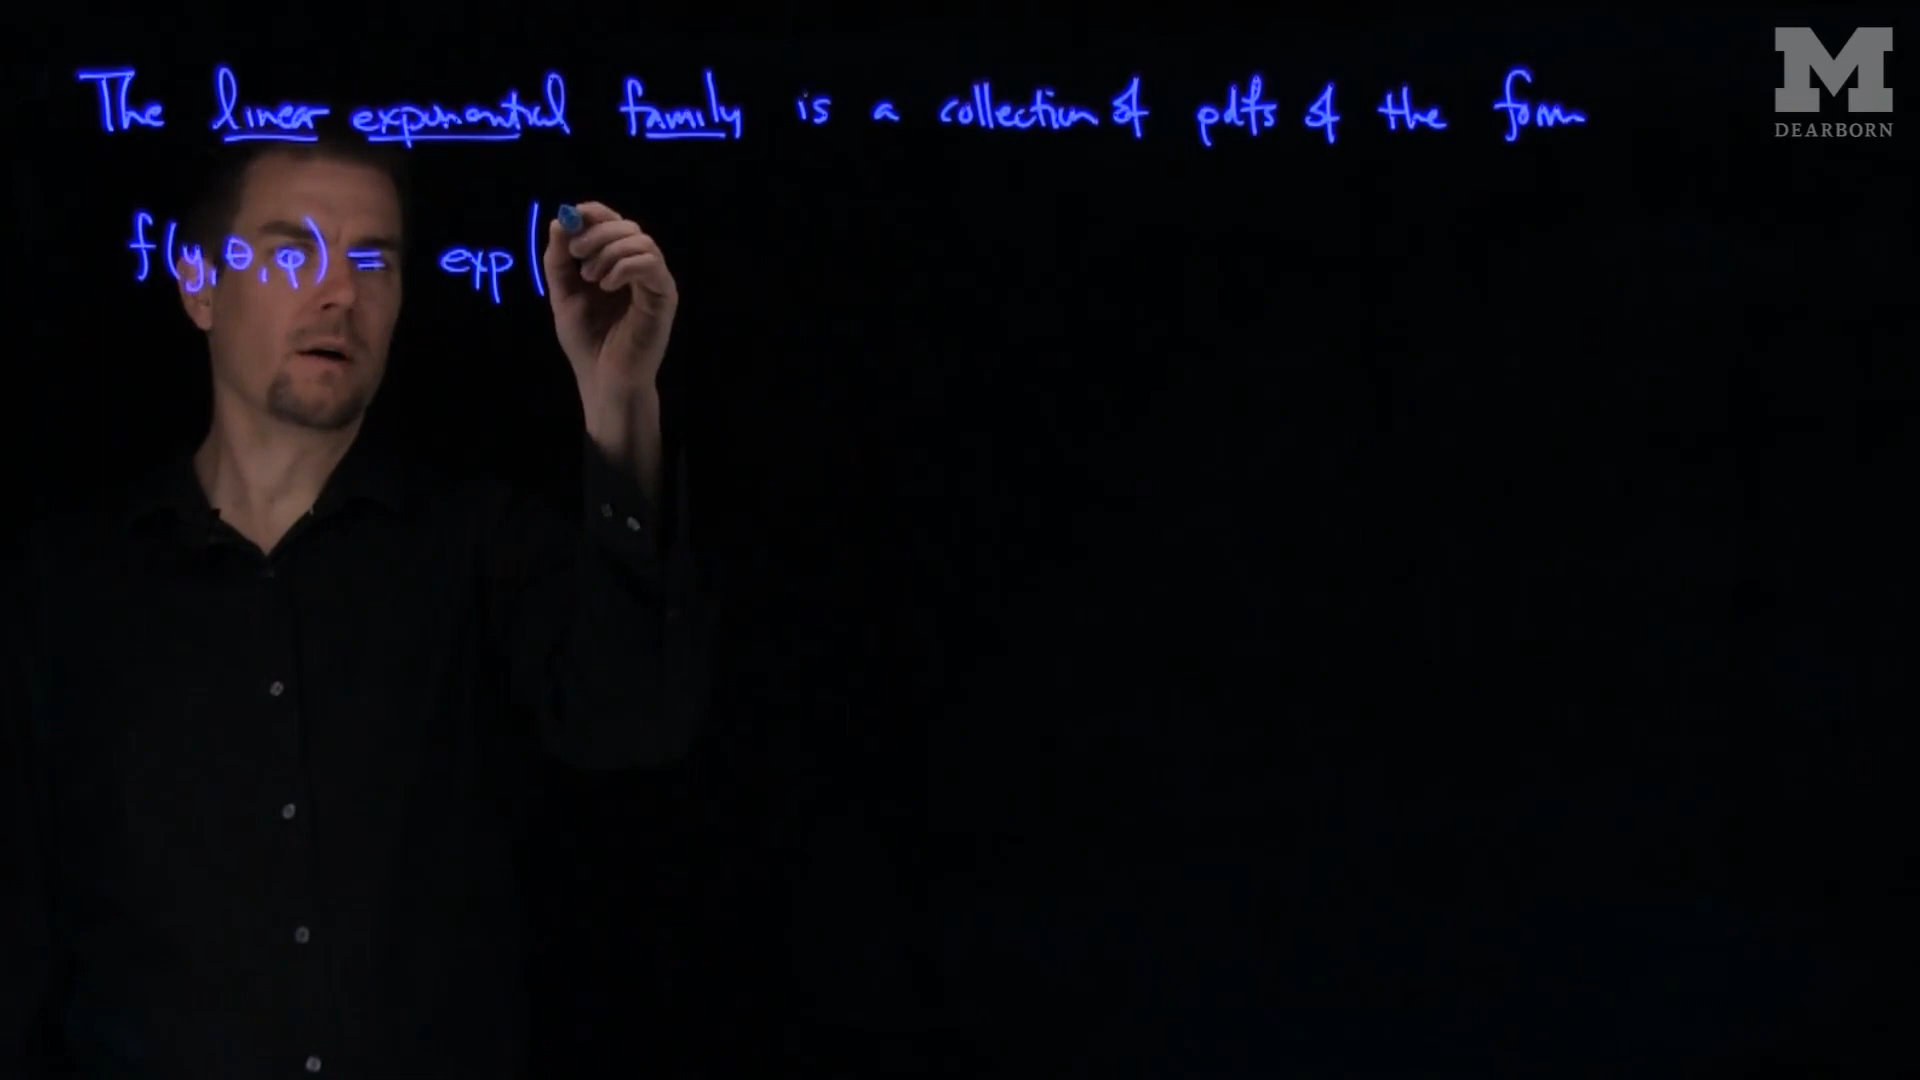 The linear exponential family is a collection of pdfs of the form
M
DEARBORN
f(y, θ, φ) = exp(